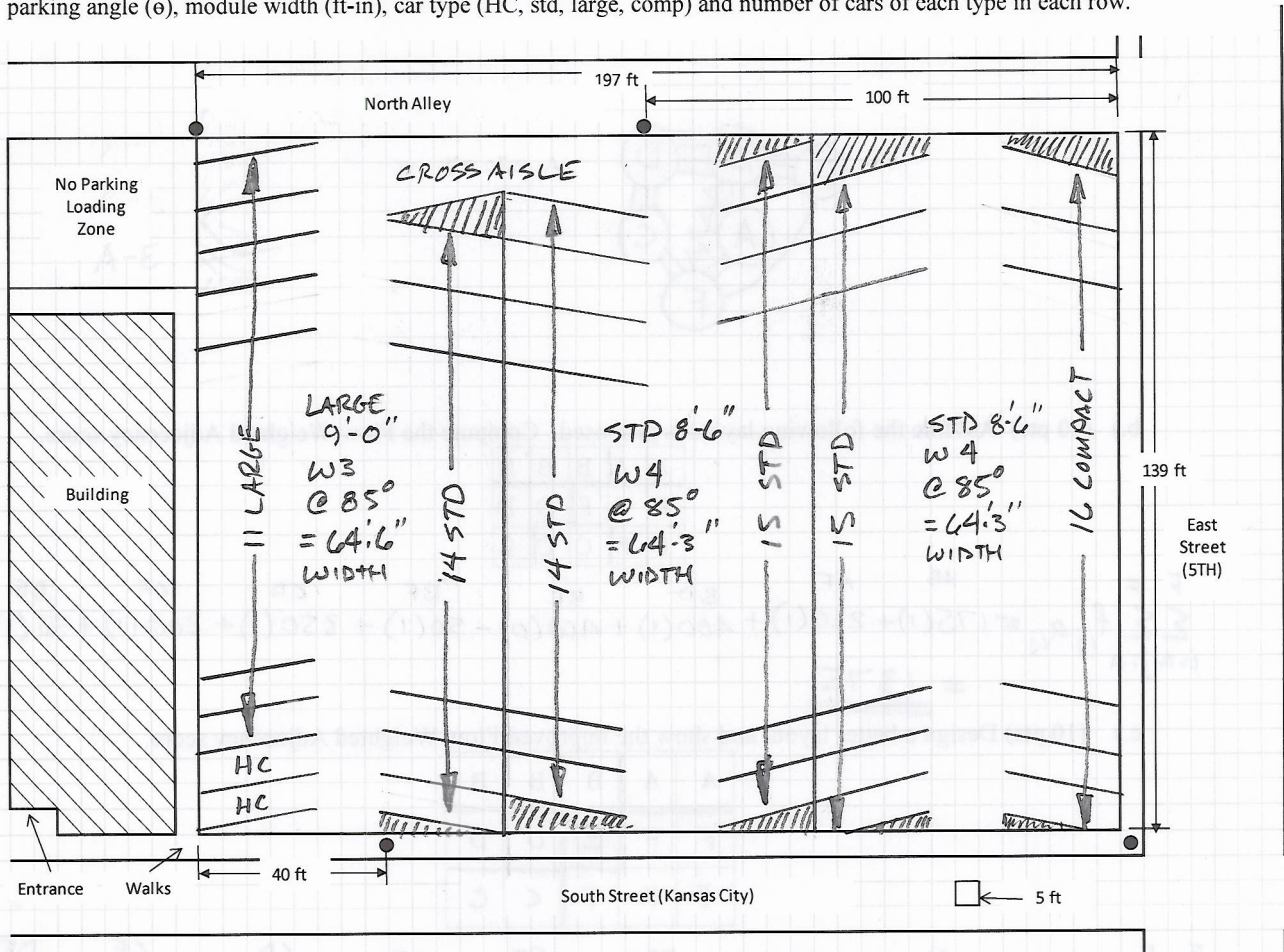 parking angle (ɵ), module width (ft-in), car type (HC, std, large, comp) and number of cars of each type in each row.
197 ft
North Alley
100 ft
CROSS AISLE
No Parking
Loading
Zone
LARGE
9'-0"
W3
@ 85°
= 64'.6"
WIDTH
11 LARGE
14 STD
14 STD
STD 8'-6"
W4
@ 85°
= 64'-3"
WIDTH
15 STD
15 STD
STD 8'-6"
W4
@ 85°
= 64'.3"
WIDTH
16 COMPACT
139 ft
Building
East
Street
(5TH)
HC
HC
Entrance
Walks
40 ft
South Street (Kansas City)
5 ft